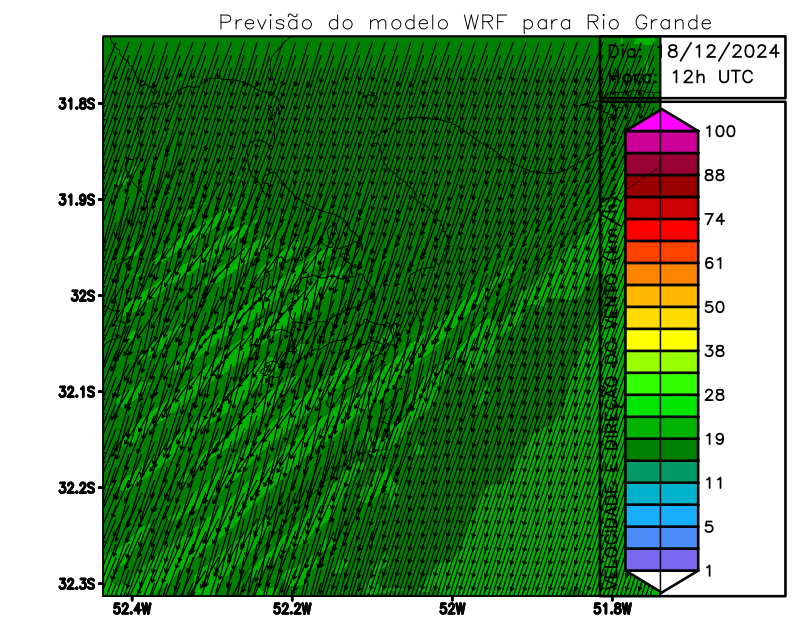 Previsão do modelo WRF para Rio Grande
Dia: 18/12/2024
Hora: 12h UTC
31.8S
31.9S
32S
32.1S
32.2S
32.3S
52.4W
52.2W
52W
51.8W
VELOCIDADE E DIREÇÃO DO VENTO (km/h)
100
88
74
61
50
38
28
19
11
5
1